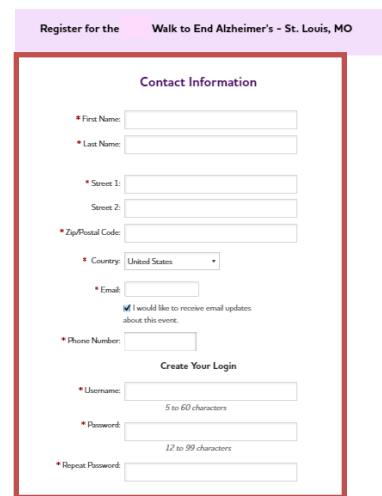 Register for the Walk to End Alzheimer's - St. Louis, MO
Contact Information
* First Name:
* Last Name:
* Street 1:
Street 2:
* Zip/Postal Code:
* Country: United States
* Email:
I would like to receive email updates
about this event.
* Phone Number:
Create Your Login
* Username:
5 to 60 characters
* Password:
12 to 99 characters
* Repeat Password: